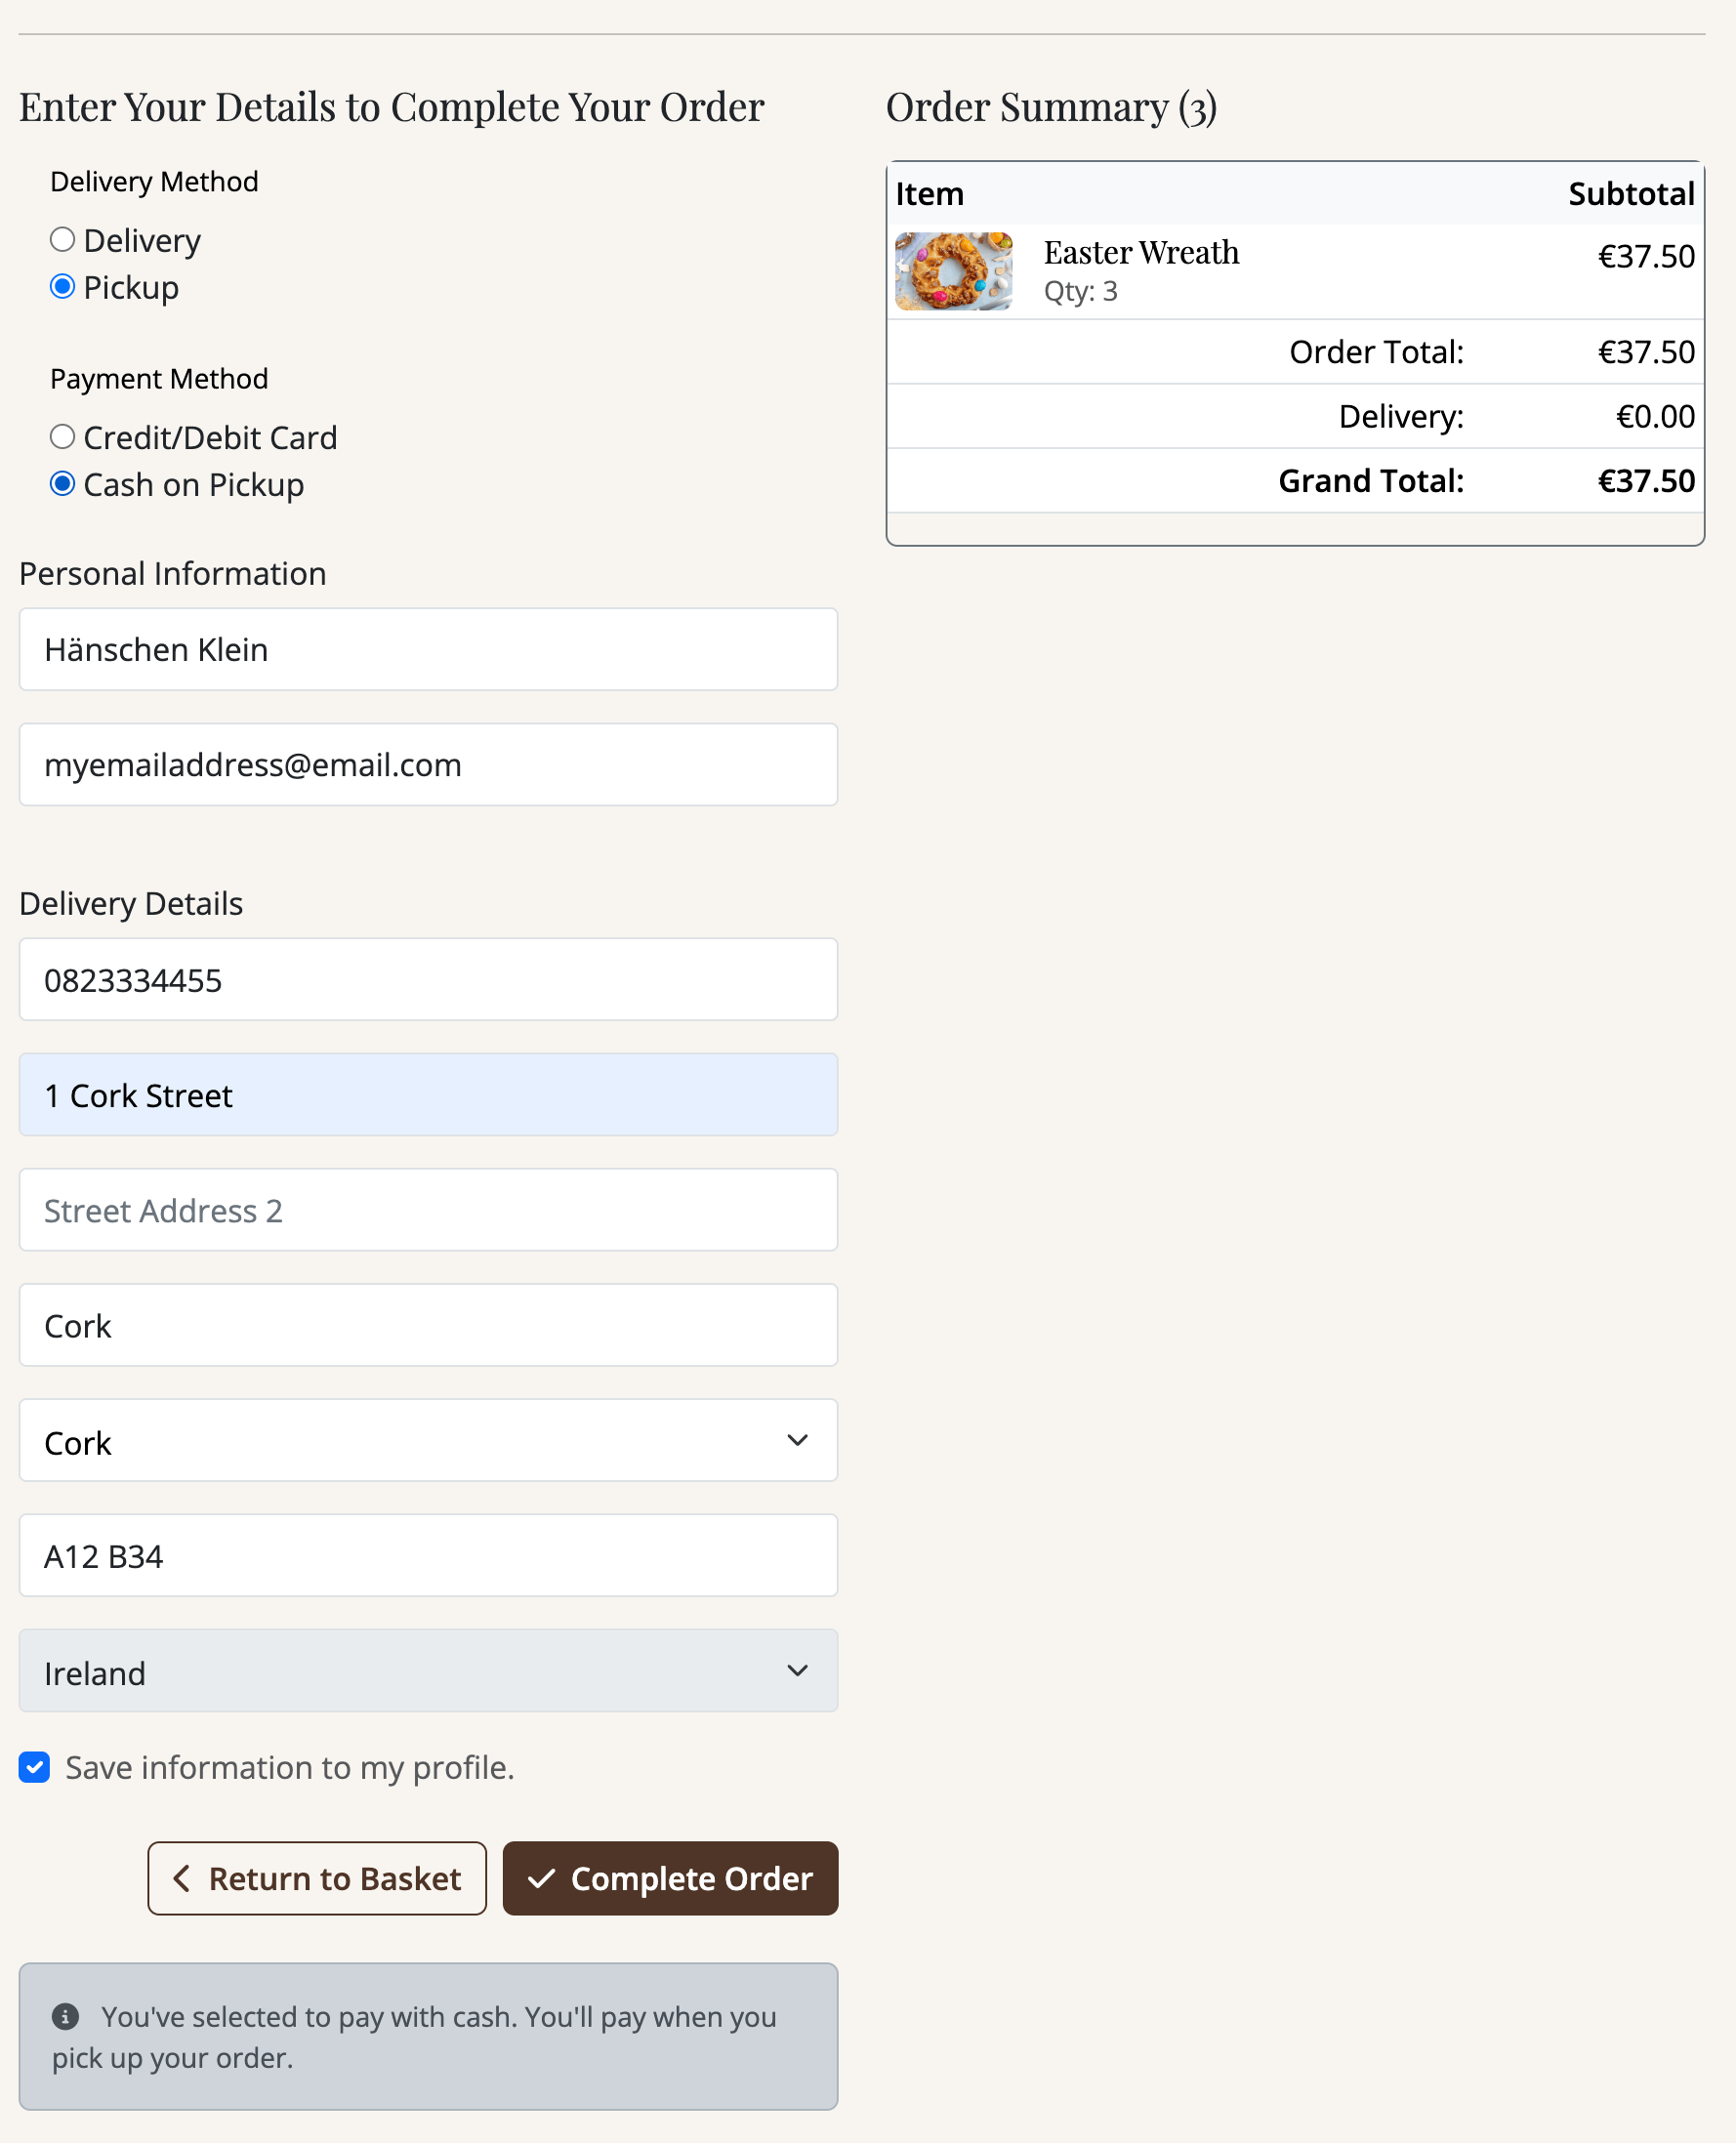 Enter Your Details to Complete Your Order
Delivery Method
Delivery
Pickup
Payment Method
Credit/Debit Card
Cash on Pickup
Personal Information
Hänschen Klein
myemailaddress@email.com
Delivery Details
0823334455
1 Cork Street
Street Address 2
Cork
Cork
A12 B34
Ireland
Save information to my profile.
Return to Basket
Complete Order
You've selected to pay with cash. You'll pay when you
pick up your order.
Order Summary (3)
Item Subtotal
Easter Wreath €37.50
Qty: 3
Order Total: €37.50
Delivery: €0.00
Grand Total: €37.50